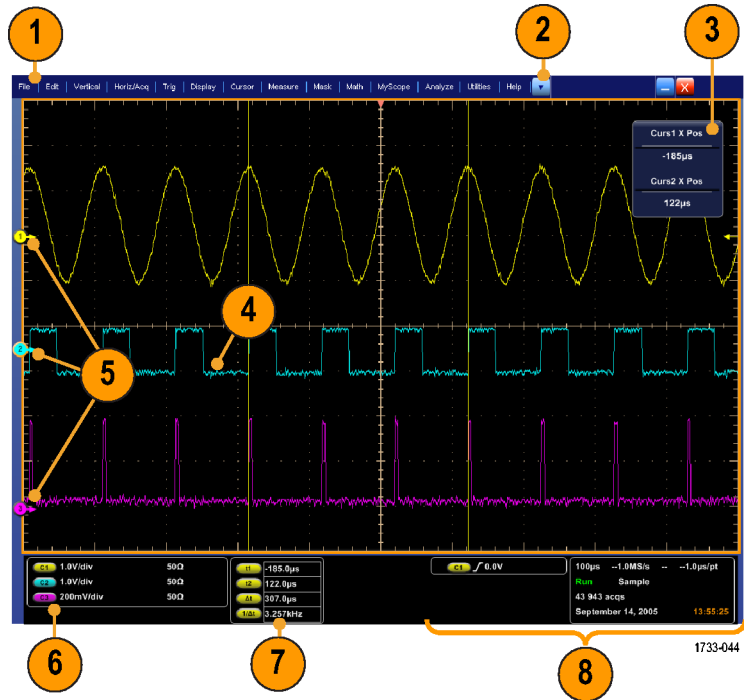 1
2
3
File Edit Vertical Horiz/Acq Trig Display Cursor Measure Mask Math MyScope Analyze Utilities Help
X
Curs1 X Pos
-185µs
Curs2 X Pos
122µs
1
4
2
5
3
C1 1.0V/div 50Ω
C2 1.0V/div 50Ω
C3 200mV/div 50Ω
t1 -185.0µs
t2 122.0µs
Δt 307.0µs
1/Δt 3.257kHz
C1 0.0V
100µs --1.0MS/s -- --1.0µs/pt
Run Sample
43 943 acqs
September 14, 2005 13:55:25
1733-044
6
7
8